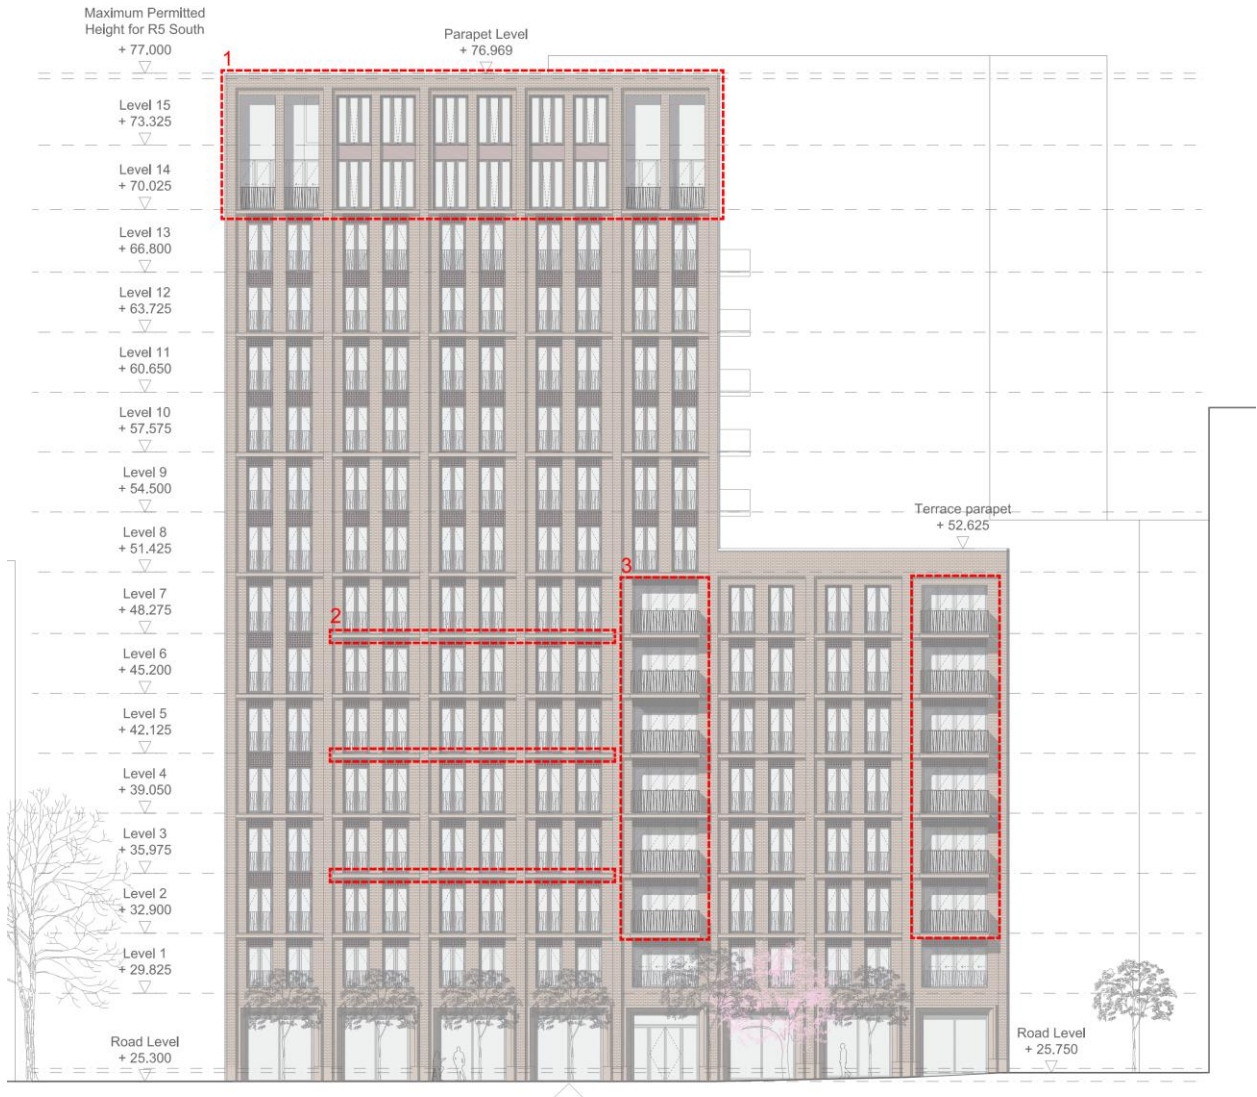 Maximum Permitted
Height for R5 South
+ 77.000
Parapet Level
+ 76.969
1
Level 15
+ 73.325
Level 14
+ 70.025
Level 13
+ 66.800
Level 12
+ 63.725
Level 11
+ 60.650
Level 10
+ 57.575
Level 9
+ 54.500
Terrace parapet
+ 52.625
Level 8
+ 51.425
3
Level 7
+ 48.275
2
Level 6
+ 45.200
Level 5
+ 42.125
Level 4
+ 39.050
Level 3
+ 35.975
Level 2
+ 32.900
Level 1
+ 29.825
Road Level
+ 25.300
Road Level
+ 25.750